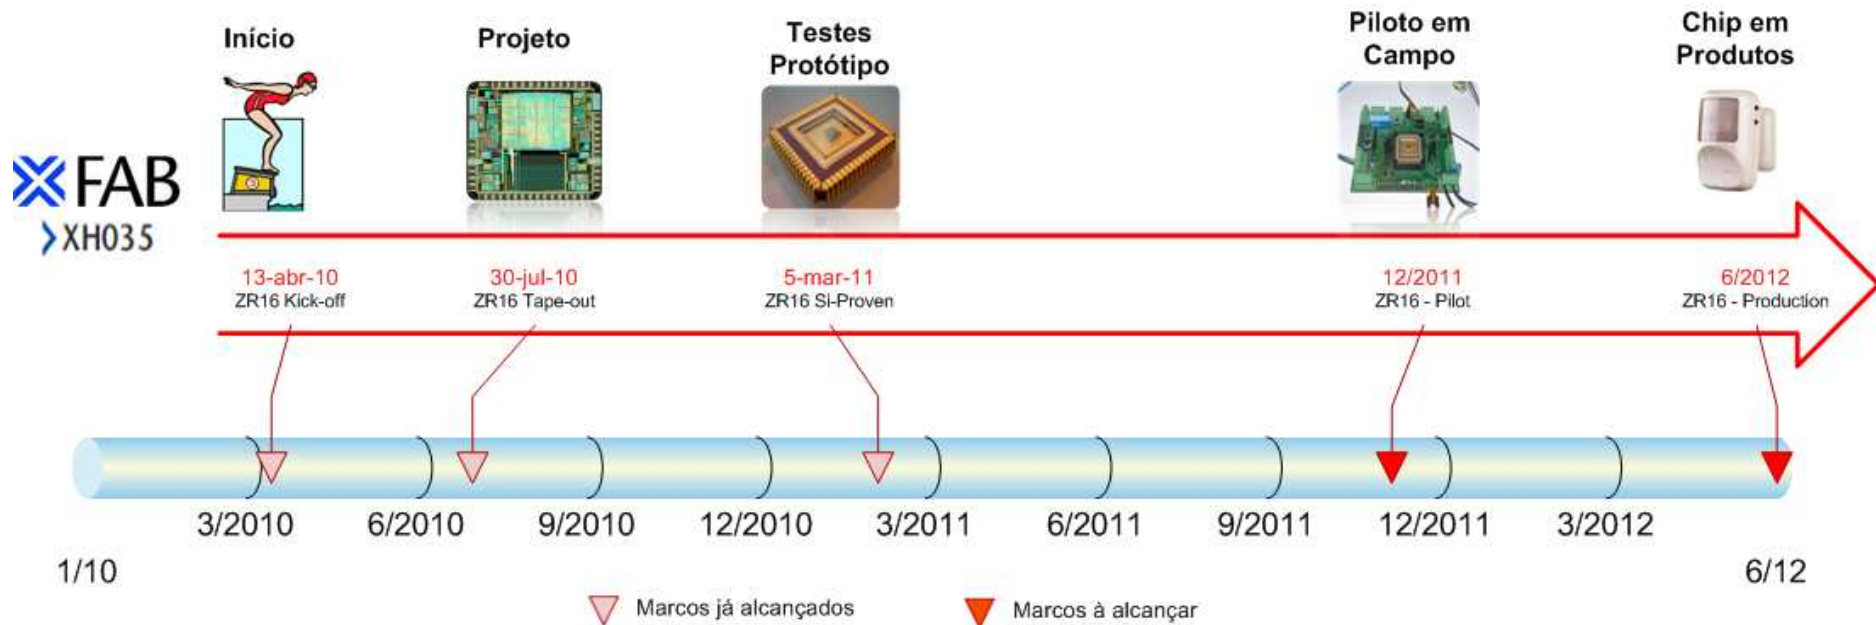 Início
Projeto
Testes
Protótipo
Piloto em
Campo
Chip em
Produtos
XFAB
XH035
13-abr-10
ZR16 Kick-off
30-jul-10
ZR16 Tape-out
5-mar-11
ZR16 Si-Proven
12/2011
ZR16 - Pilot
6/2012
ZR16 - Production
3/2010
6/2010
9/2010
12/2010
3/2011
6/2011
9/2011
12/2011
3/2012
1/10
6/12
Marcos já alcançados
Marcos à alcançar